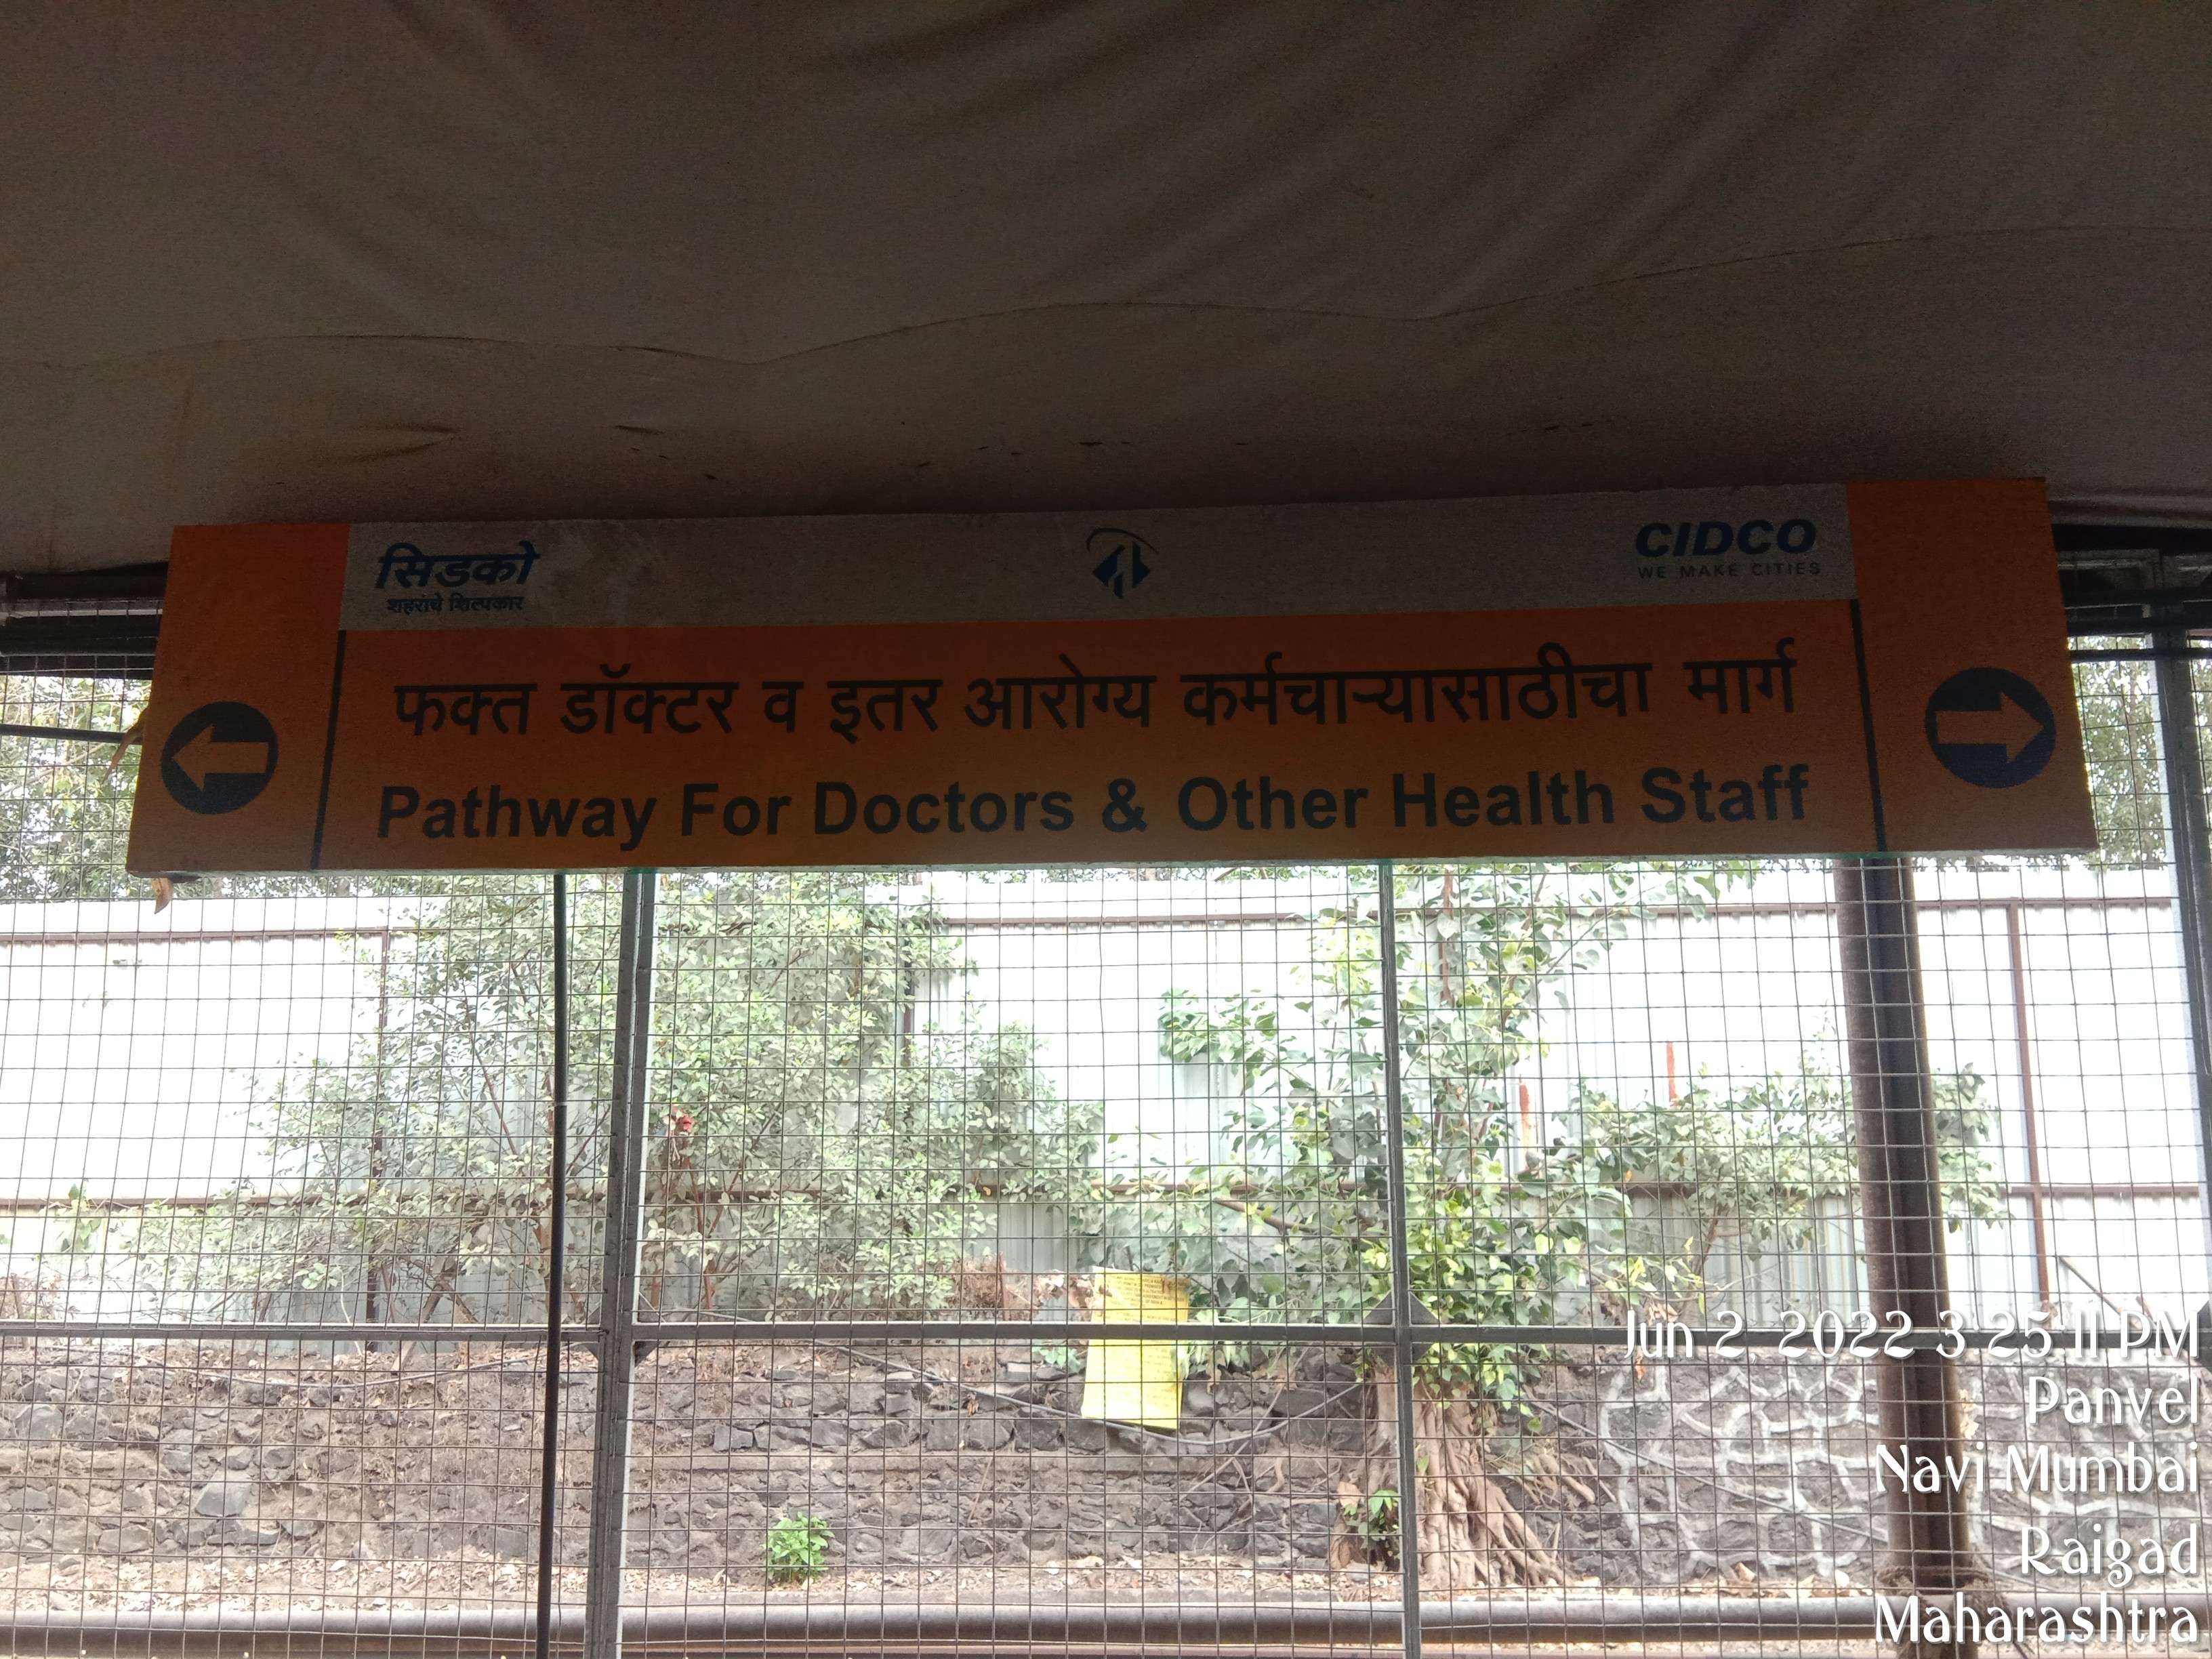 सिडको
शहरांचे शिल्पकार
CIDCO
WE MAKE CITIES
फक्त डॉक्टर व इतर आरोग्य कर्मचाऱ्यासाठीचा मार्ग
Pathway For Doctors & Other Health Staff
Jun 2, 2022 3 25 11 PM
Panvel
Navi Mumbai
Raigad
Maharashtra